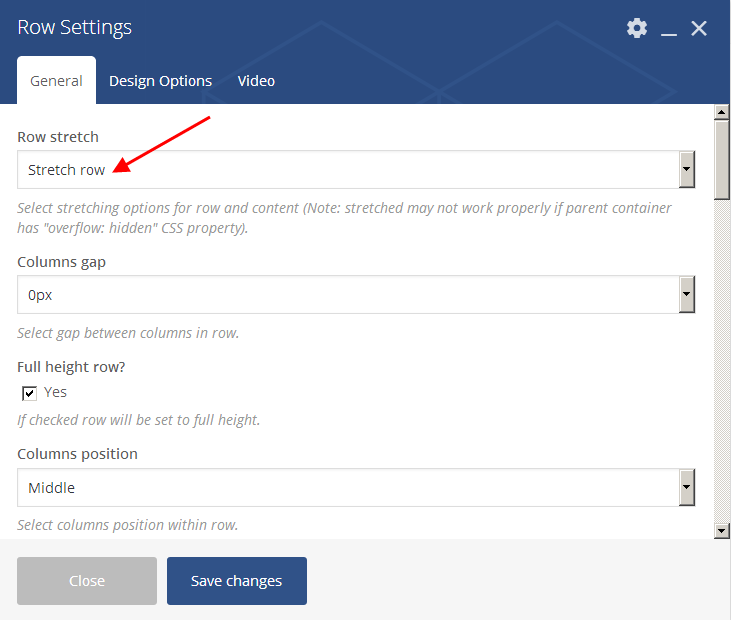 Row Settings
General Design Options Video
Row stretch
Stretch row
Select stretching options for row and content (Note: stretched may not work properly if parent container
has "overflow: hidden" CSS property).
Columns gap
0px
Select gap between columns in row.
Full height row?
Yes
If checked row will be set to full height.
Columns position
Middle
Select columns position within row.
Close Save changes